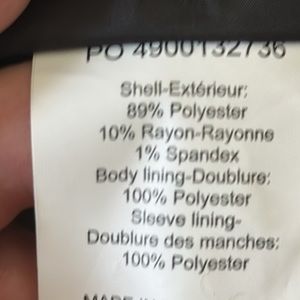 PO 4900132736
Shell-Extérieur:
89% Polyester
10% Rayon-Rayonne
1% Spandex
Body lining-Doublure:
100% Polyester
Sleeve lining-
Doublure des manches:
100% Polyester